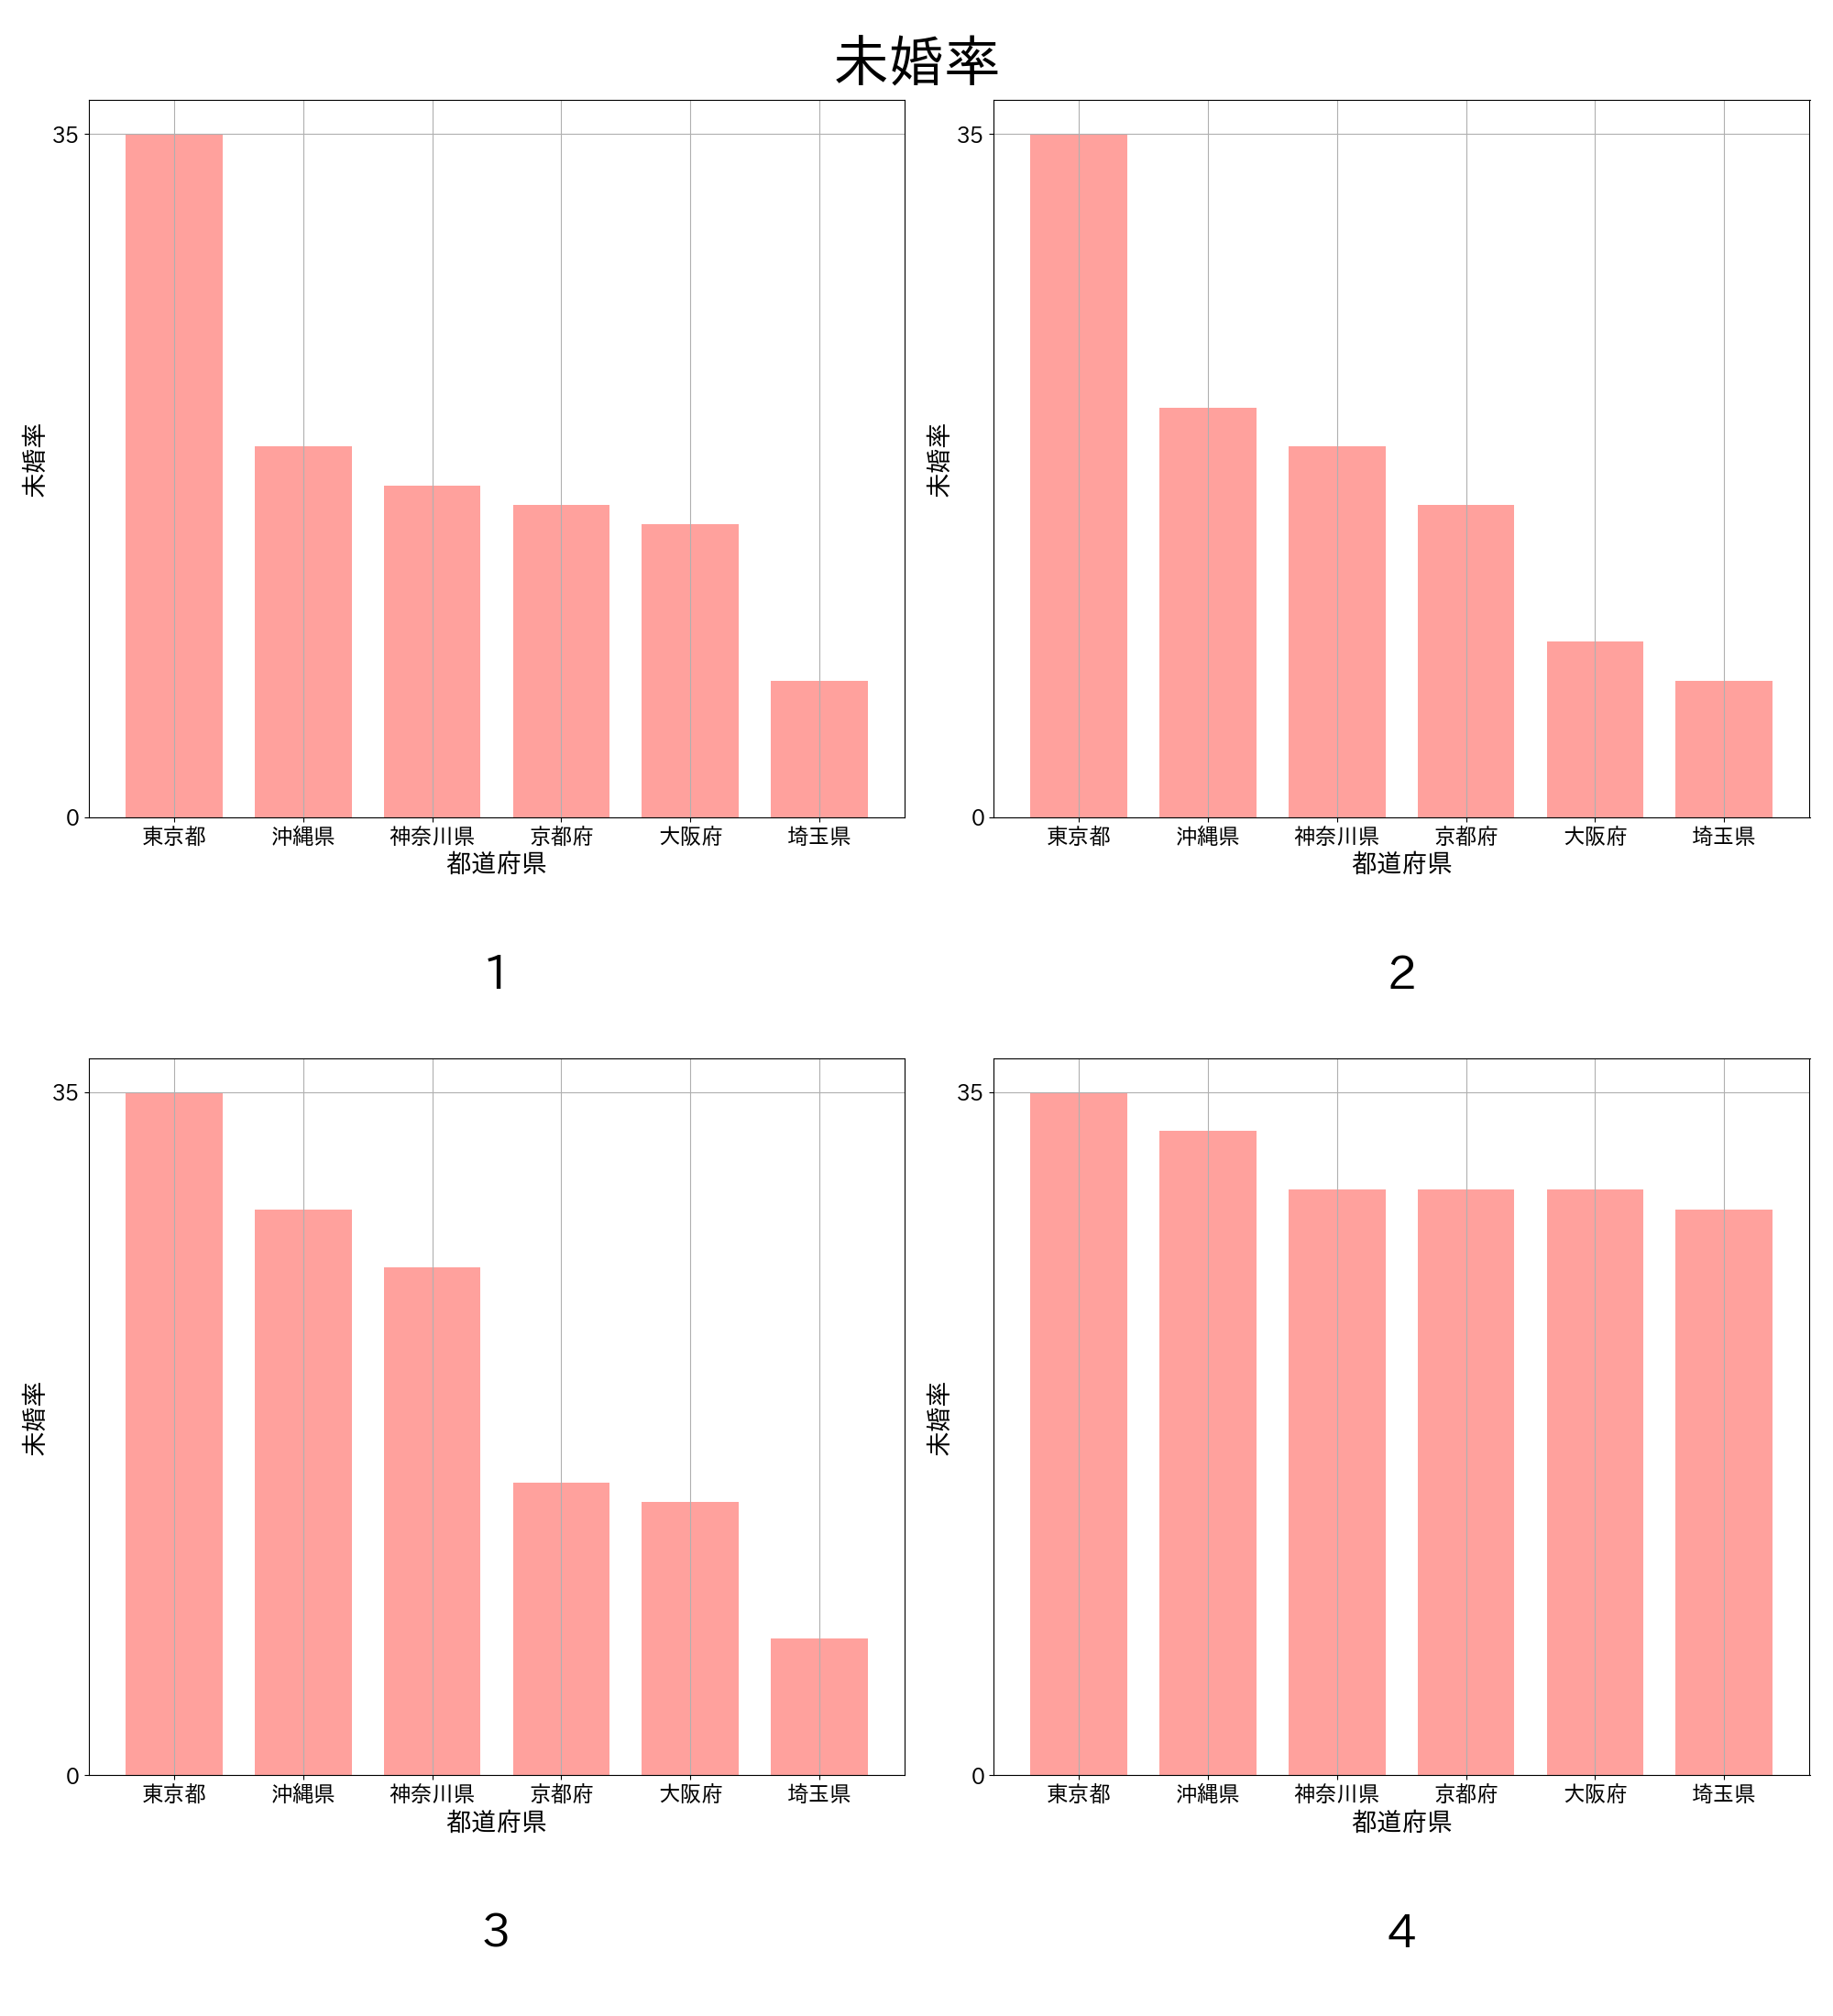 未婚率
35
0
未婚率
東京都 沖縄県 神奈川県 京都府 大阪府 埼玉県
都道府県
1
35
0
未婚率
東京都 沖縄県 神奈川県 京都府 大阪府 埼玉県
都道府県
2
35
0
未婚率
東京都 沖縄県 神奈川県 京都府 大阪府 埼玉県
都道府県
3
35
0
未婚率
東京都 沖縄県 神奈川県 京都府 大阪府 埼玉県
都道府県
4